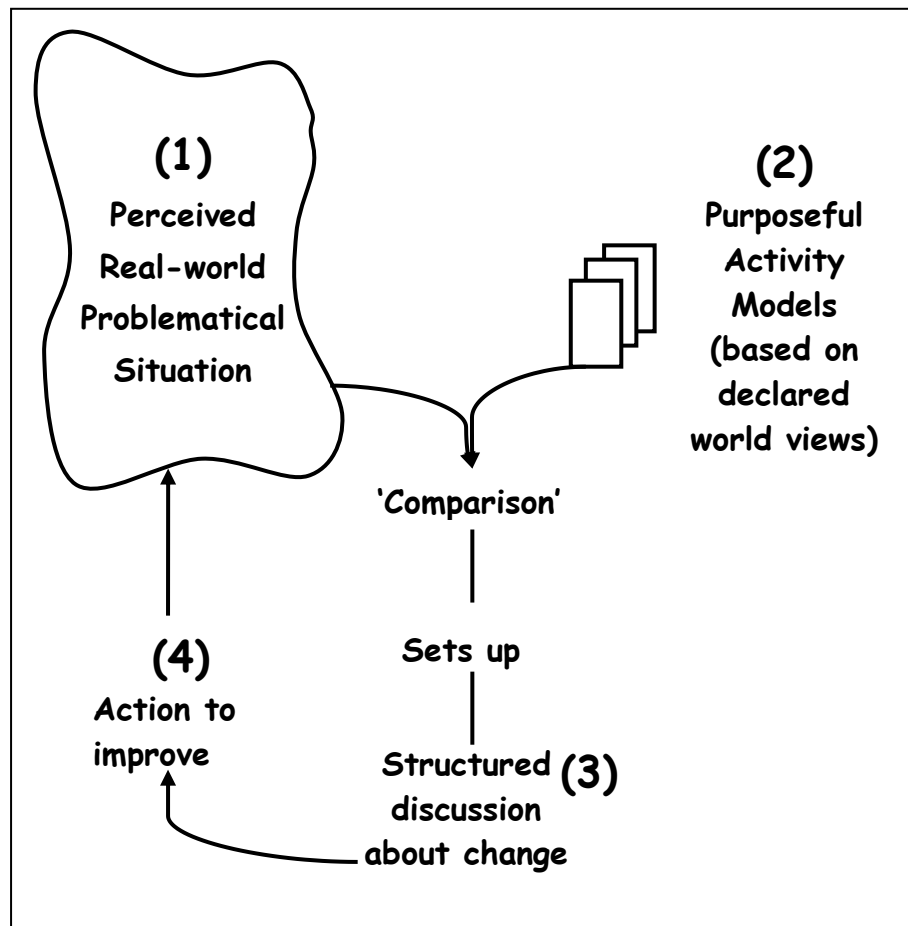 (1)
Perceived
Real-world
Problematical
Situation
(2)
Purposeful
Activity
Models
(based on
declared
world views)
‘Comparison’
Sets up
Structured
discussion
about change
(3)
(4)
Action to
improve